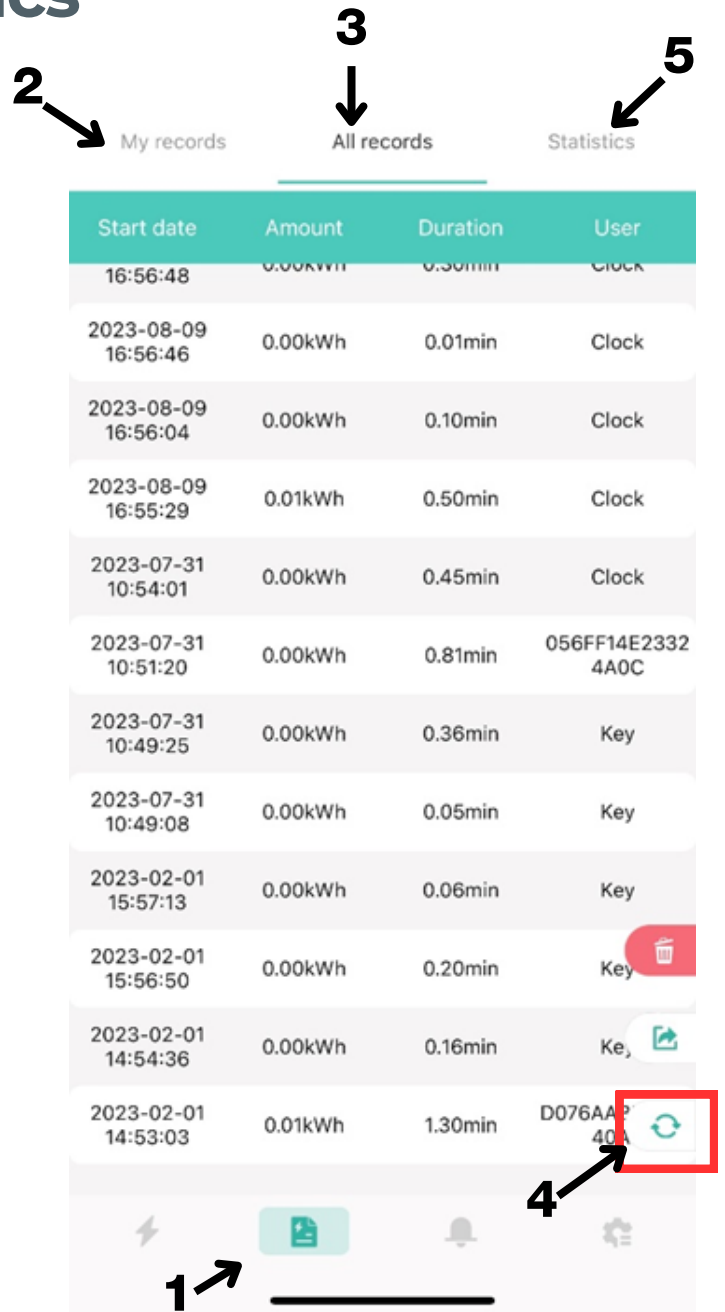 3
5
2
My records All records Statistics
Start date Amount Duration User
16:56:48 0.00kWh 0.30min Clock
2023-08-09
16:56:46 0.00kWh 0.01min Clock
2023-08-09
16:56:04 0.00kWh 0.10min Clock
2023-08-09
16:55:29 0.01kWh 0.50min Clock
2023-07-31
10:54:01 0.00kWh 0.45min Clock
2023-07-31 056FF14E2332
10:51:20 0.00kWh 0.81min 4A0C
2023-07-31
10:49:25 0.00kWh 0.36min Key
2023-07-31
10:49:08 0.00kWh 0.05min Key
2023-02-01
15:57:13 0.00kWh 0.06min Key
2023-02-01
15:56:50 0.00kWh 0.20min Key
2023-02-01
14:54:36 0.00kWh 0.16min Key
2023-02-01
14:53:03 0.01kWh 1.30min
4
1